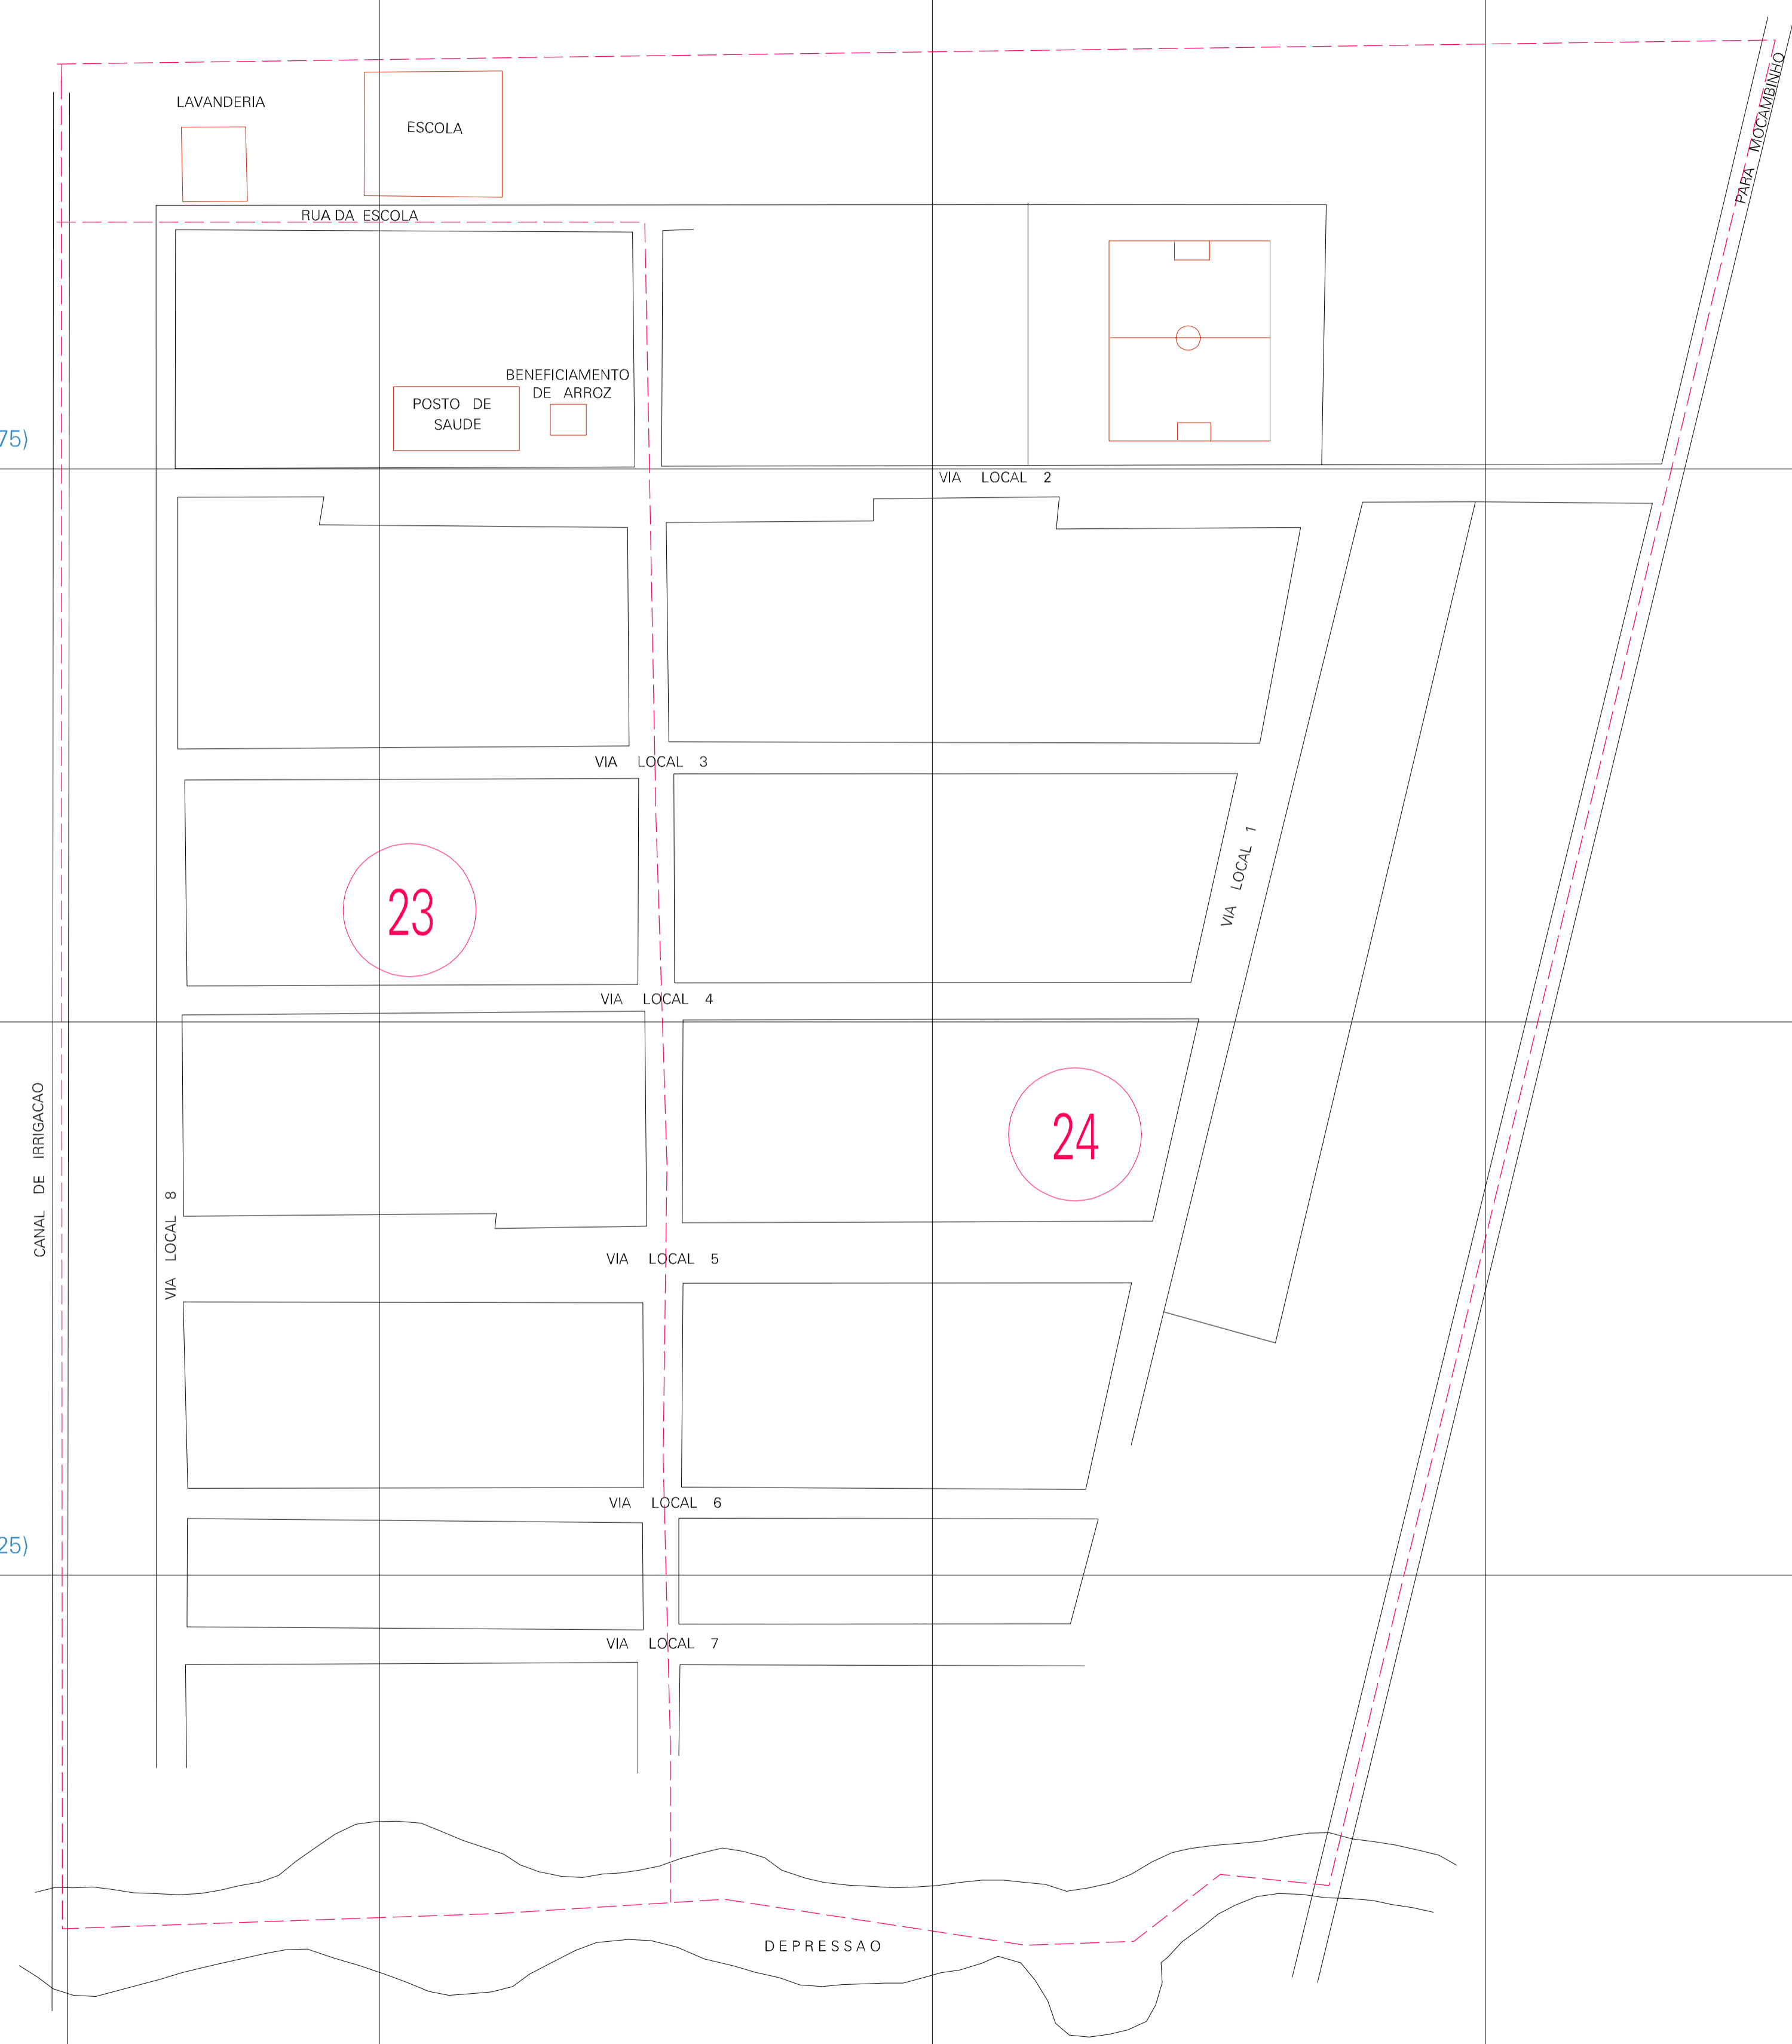 PARA MOCAMBINHO
LAVANDERIA
ESCOLA
RUA DA ESCOLA
BENEFICIAMENTO
DE ARROZ
POSTO DE
SAUDE
75)
VIA LOCAL 2
VIA LOCAL 3
VIA LOCAL 1
23
VIA LOCAL 4
24
CANAL DE IRRIGACAO
VIA LOCAL 8
VIA LOCAL 5
VIA LOCAL 6
25)
VIA LOCAL 7
DEPRESSAO